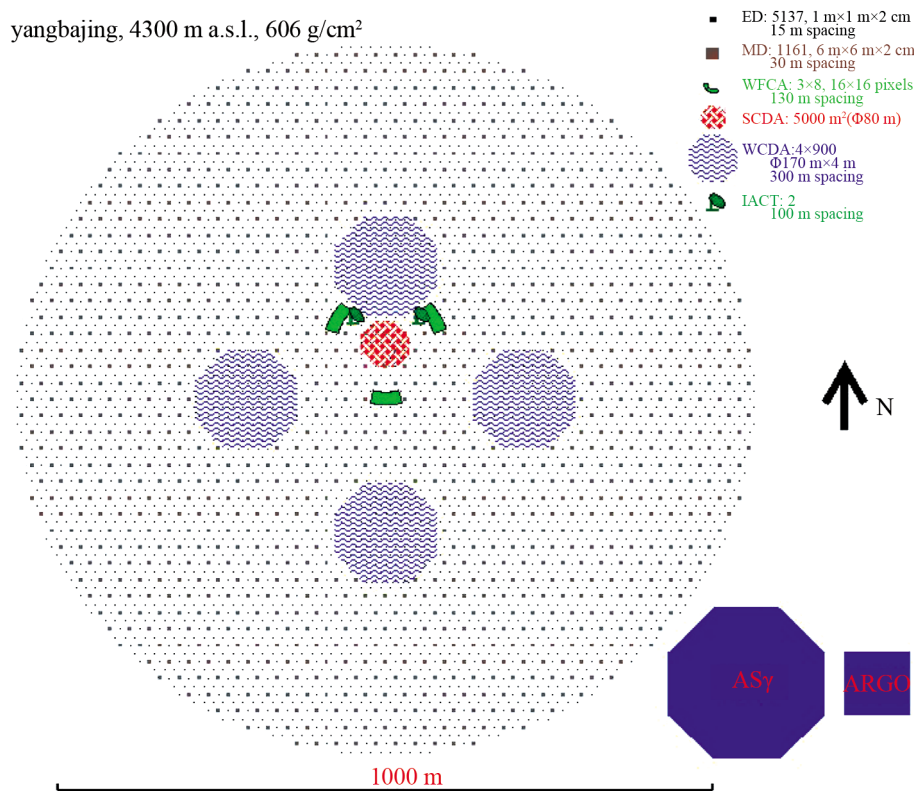 yangbajing, 4300 m a.s.l., 606 g/cm²
ED: 5137, 1 m×1 m×2 cm
15 m spacing
MD: 1161, 6 m×6 m×2 cm
30 m spacing
WFCA: 3×8, 16×16 pixels
130 m spacing
SCDA: 5000 m²(Φ80 m)
WCDA:4×900
Φ170 m×4 m
300 m spacing
IACT: 2
100 m spacing
N
ASγ
ARGO
1000 m